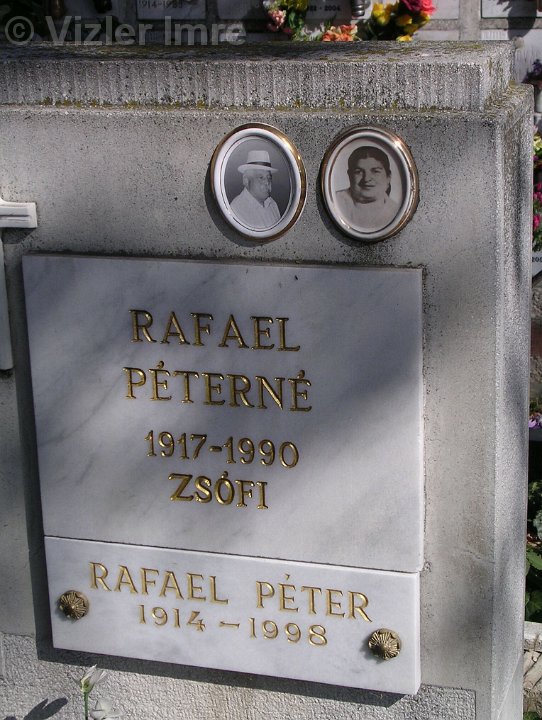 © Vizler Imre
RAFAEL
PÉTERNÉ
1917-1990
ZSÓFI
RAFAEL PÉTER
1914-1998